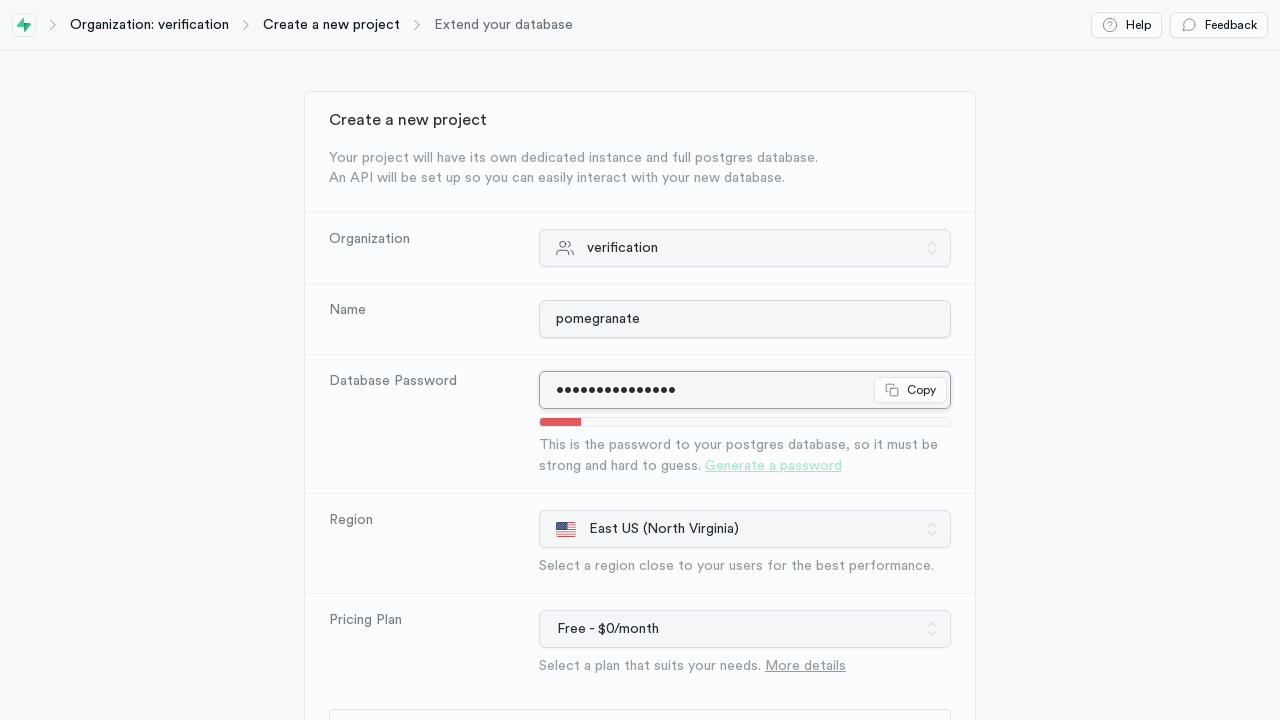 Organization: verification
Create a new project
Extend your database
Help
Feedback
Create a new project
Your project will have its own dedicated instance and full postgres database.
An API will be set up so you can easily interact with your new database.
Organization
verification
Name
pomegranate
Database Password
•••••••••••••••
Copy
This is the password to your postgres database, so it must be
strong and hard to guess. Generate a password
Region
East US (North Virginia)
Select a region close to your users for the best performance.
Pricing Plan
Free - $0/month
Select a plan that suits your needs. More details